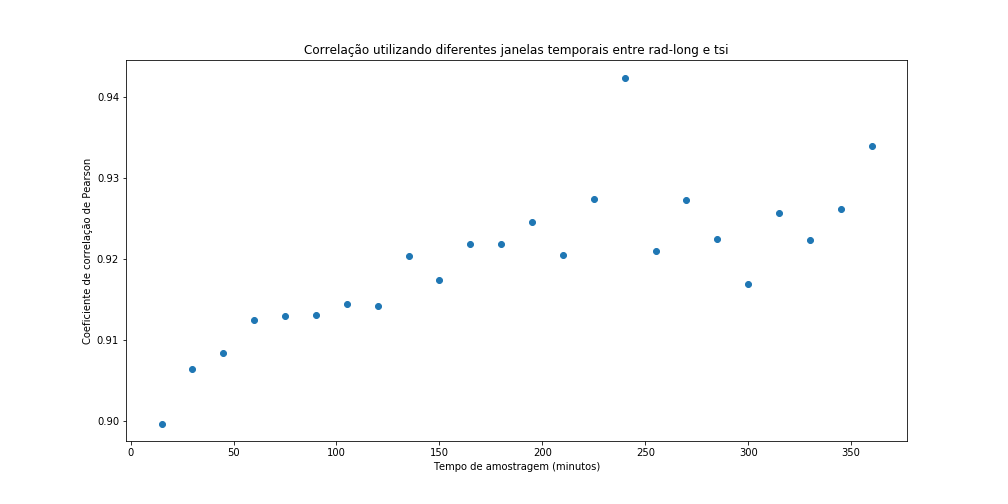 Correlação utilizando diferentes janelas temporais entre rad-long e tsi
Coeficiente de correlação de Pearson
0.94
0.93
0.92
0.91
0.90
0 50 100 150 200 250 300 350
Tempo de amostragem (minutos)